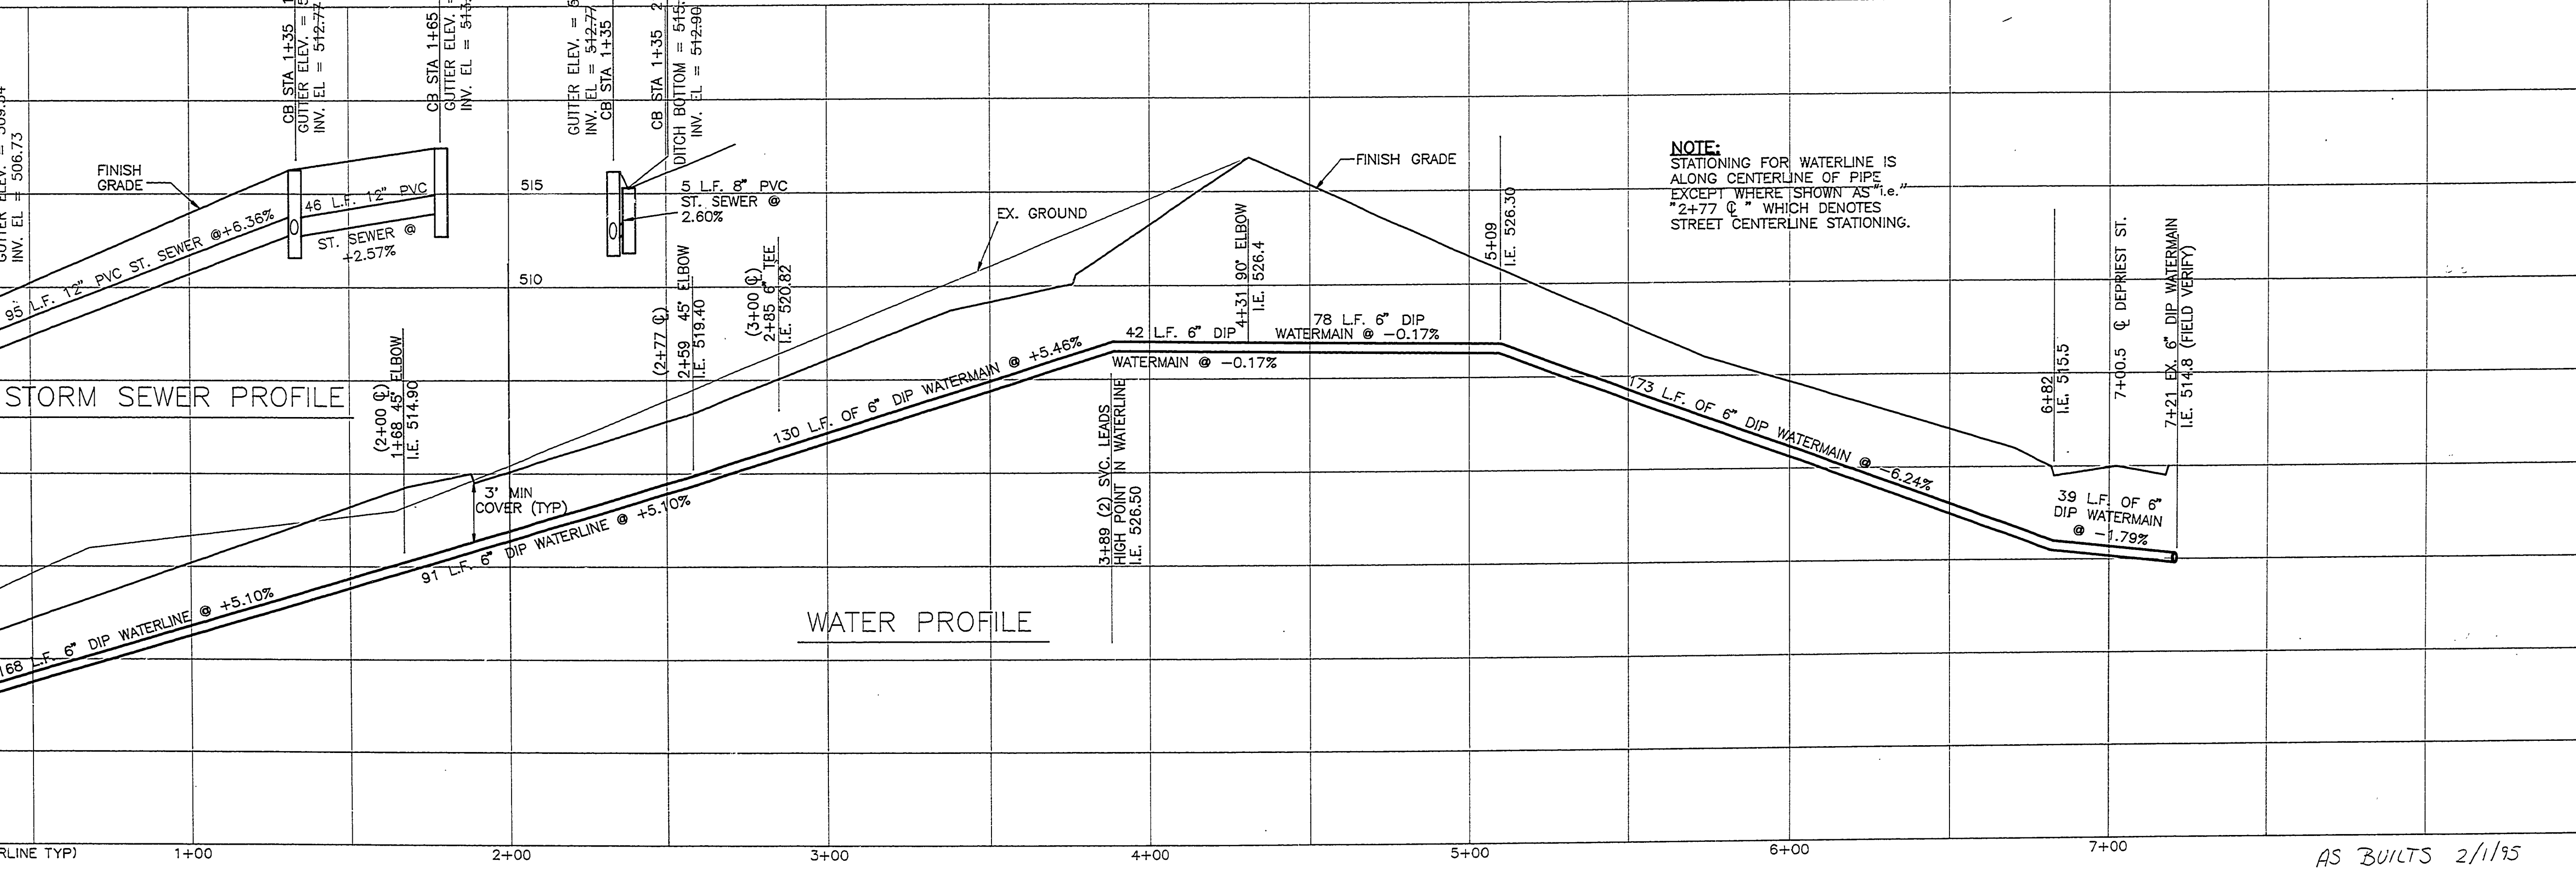 GUTTER ELEV. = 509.54
INV. EL = 506.73
FINISH
GRADE
95 L.F. 12" PVC ST. SEWER @+6.36%
CB STA 1+35
GUTTER ELEV. =
INV. EL = 512.77
46 L.F. 12" PVC
ST. SEWER @
+2.57%
CB STA 1+65
GUTTER ELEV. =
INV. EL = 513.
GUTTER ELEV. =
INV. EL = 512.77
CB STA 1+35
CB STA 1+35
DITCH BOTTOM = 515.
INV. EL = 512.90
515
510
5 L.F. 8" PVC
ST. SEWER @
2.60%
STORM SEWER PROFILE
(2+00 ℄)
1+68 45° ELBOW
I.E. 514.90
(2+77 ℄)
2+59 45° ELBOW
I.E. 519.40
(3+00 ℄)
2+85 6" TEE
I.E. 520.82
EX. GROUND
FINISH GRADE
4+31 90° ELBOW
I.E. 526.4
5+09
I.E. 526.30
NOTE:
STATIONING FOR WATERLINE IS
ALONG CENTERLINE OF PIPE
EXCEPT WHERE SHOWN AS "i.e."
"2+77 ℄ " WHICH DENOTES
STREET CENTERLINE STATIONING.
6+82
I.E. 515.5
7+00.5 ℄ DEPRIEST ST.
7+21 EX. 6" DIP WATERMAIN
I.E. 514.8 (FIELD VERIFY)
168 L.F. 6" DIP WATERLINE @ +5.10%
3' MIN
COVER (TYP)
91 L.F. 6" DIP WATERLINE @ +5.10%
130 L.F. OF 6" DIP WATERMAIN @ +5.46%
42 L.F. 6" DIP
WATERMAIN @ -0.17%
78 L.F. 6" DIP
WATERMAIN @ -0.17%
3+89 (2) SVC. LEADS
HIGH POINT IN WATERLINE
I.E. 526.50
173 L.F. OF 6" DIP WATERMAIN @ -6.24%
39 L.F. OF 6"
DIP WATERMAIN
@ -1.79%
WATER PROFILE
RLINE TYP)
1+00
2+00
3+00
4+00
5+00
6+00
7+00
AS BUILTS 2/1/95